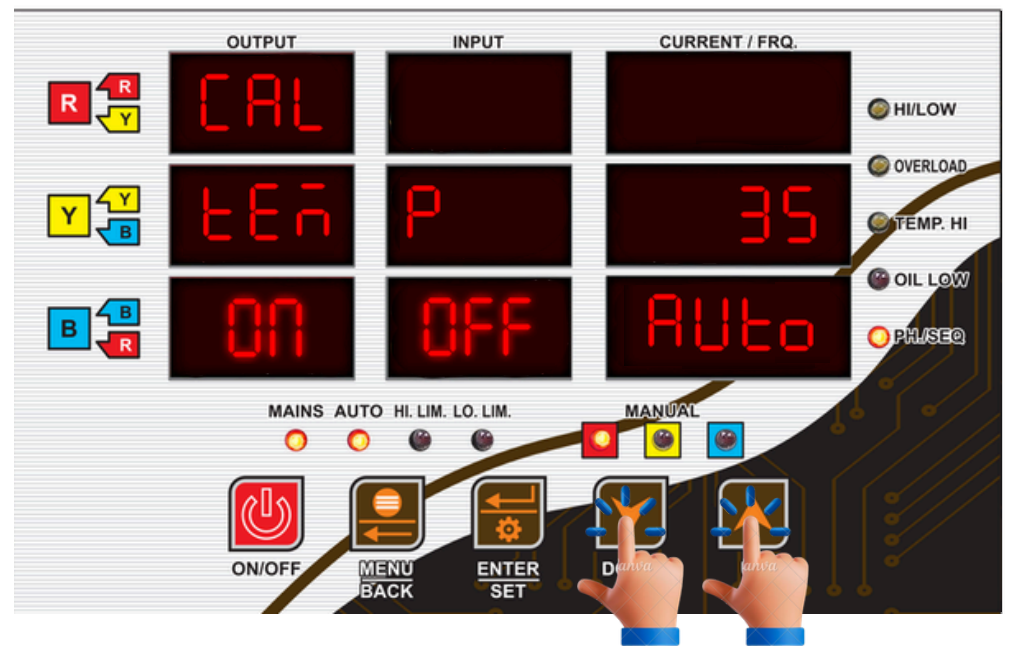 OUTPUT INPUT CURRENT / FRQ.
R R Y CAL HI/LOW
OVERLOAD
Y Y B tEm P 35 TEMP. HI
OIL LOW
B B R ON OFF AUto PH./SEQ
MAINS AUTO HI. LIM. LO. LIM. MANUAL
ON/OFF MENU ENTER
BACK SET